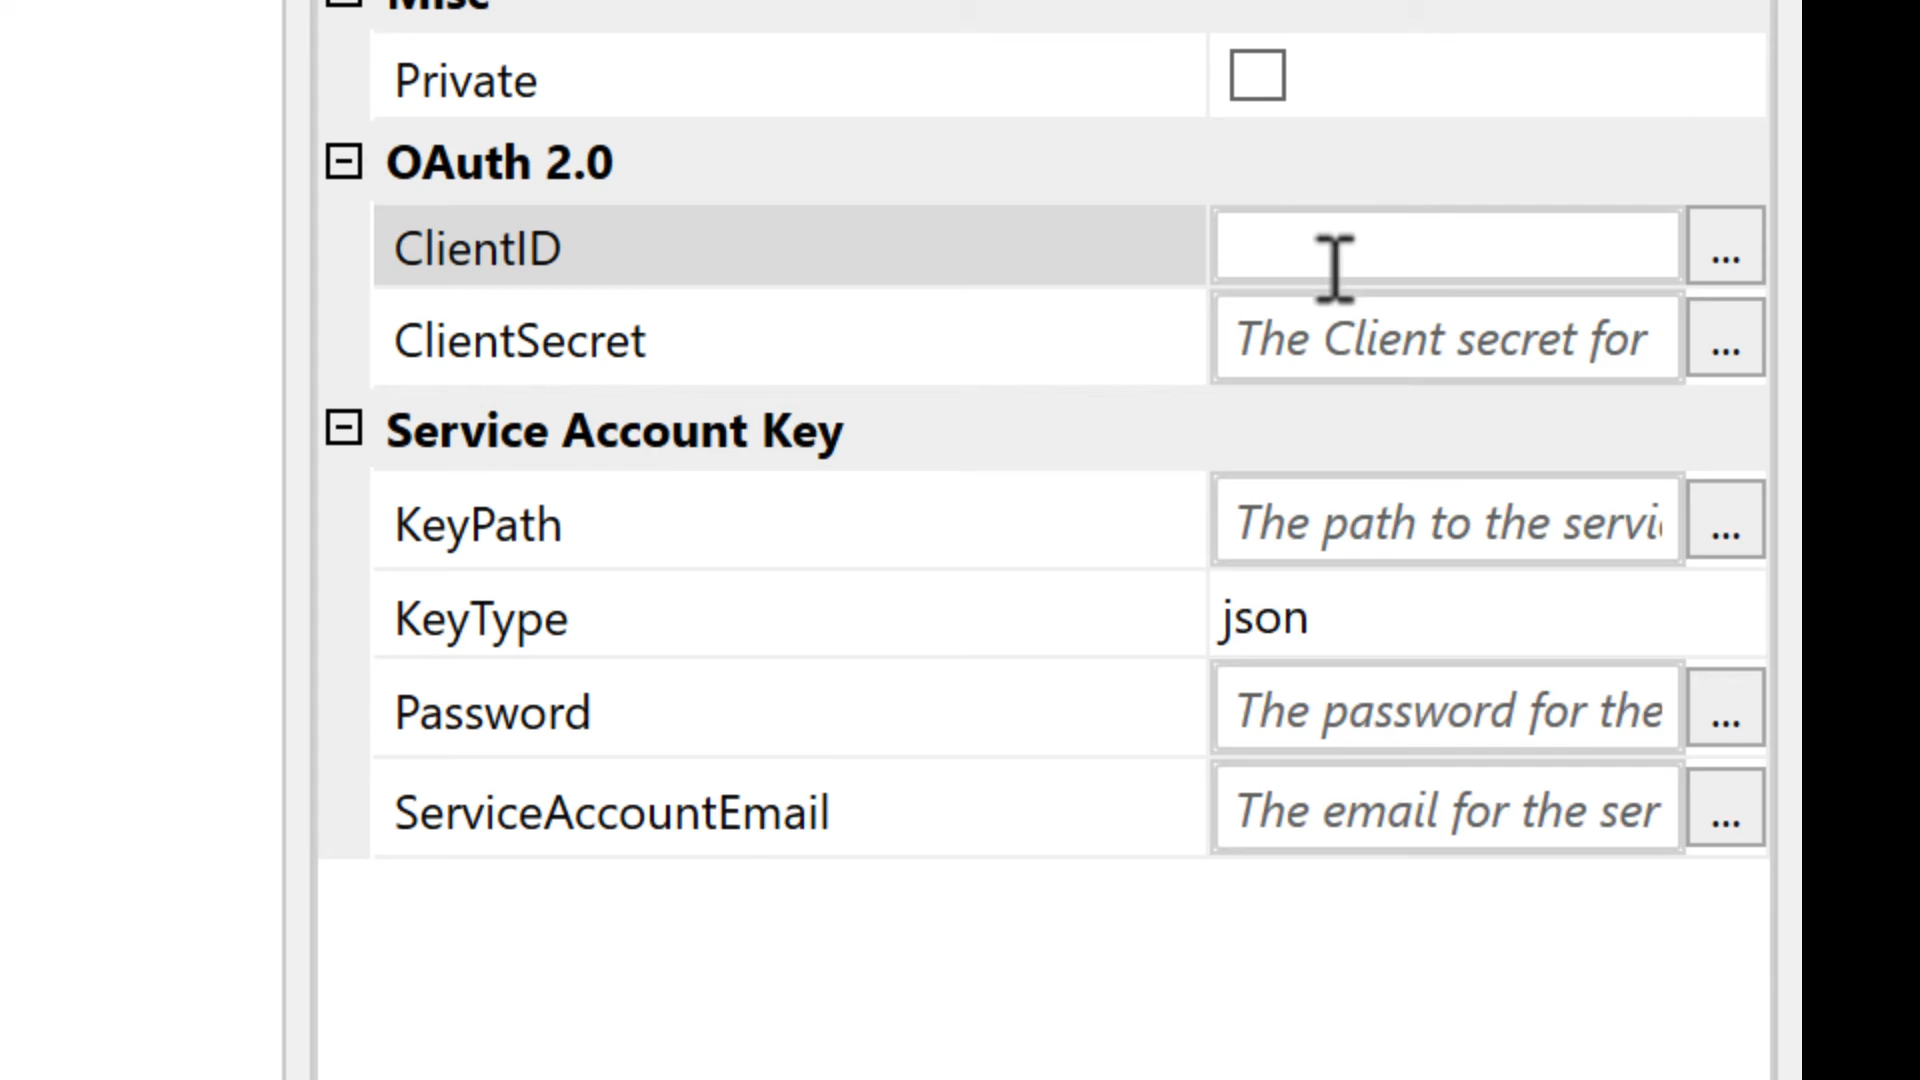 Misc
Private
OAuth 2.0
ClientID ...
ClientSecret The Client secret for ...
Service Account Key
KeyPath The path to the servi ...
KeyType json
Password The password for the ...
ServiceAccountEmail The email for the ser ...